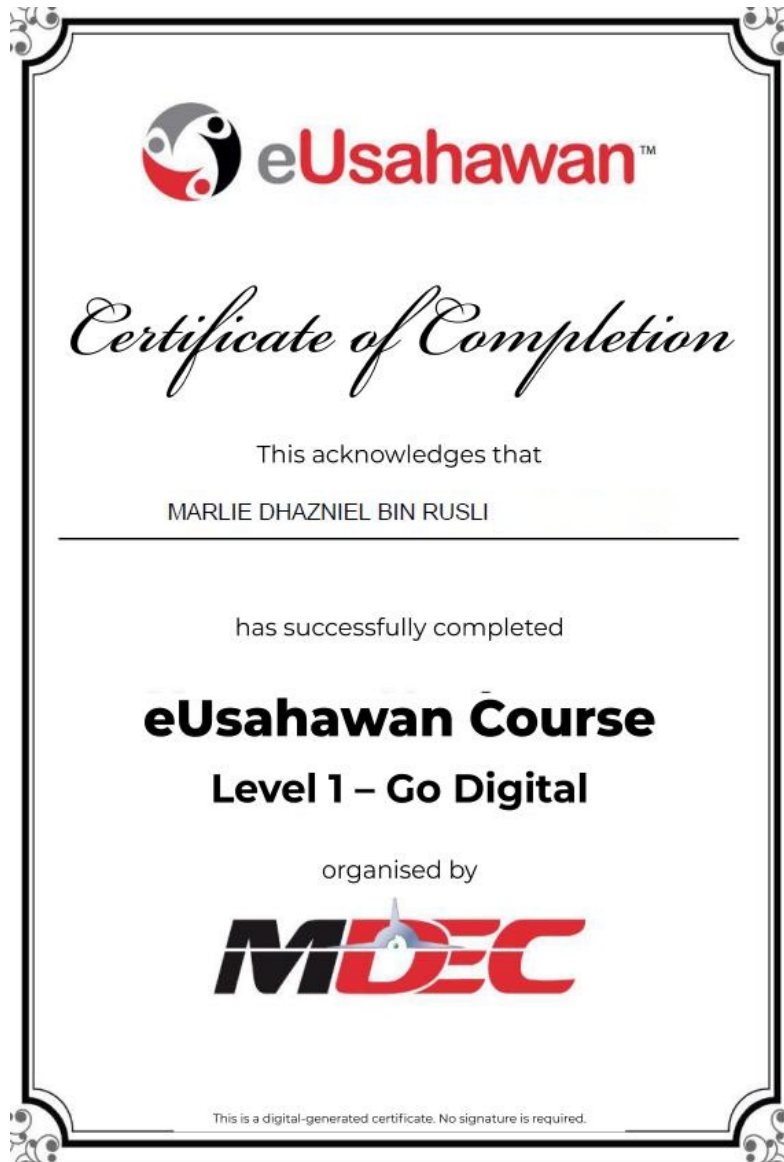 eUsahawan™
Certificate of Completion
This acknowledges that
MARLIE DHAZNIEL BIN RUSLI
has successfully completed
eUsahawan Course
Level 1 – Go Digital
organised by
MDEC
This is a digital-generated certificate. No signature is required.